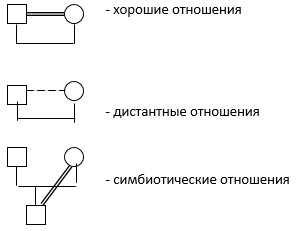 - хорошие отношения
- дистантные отношения
- симбиотические отношения